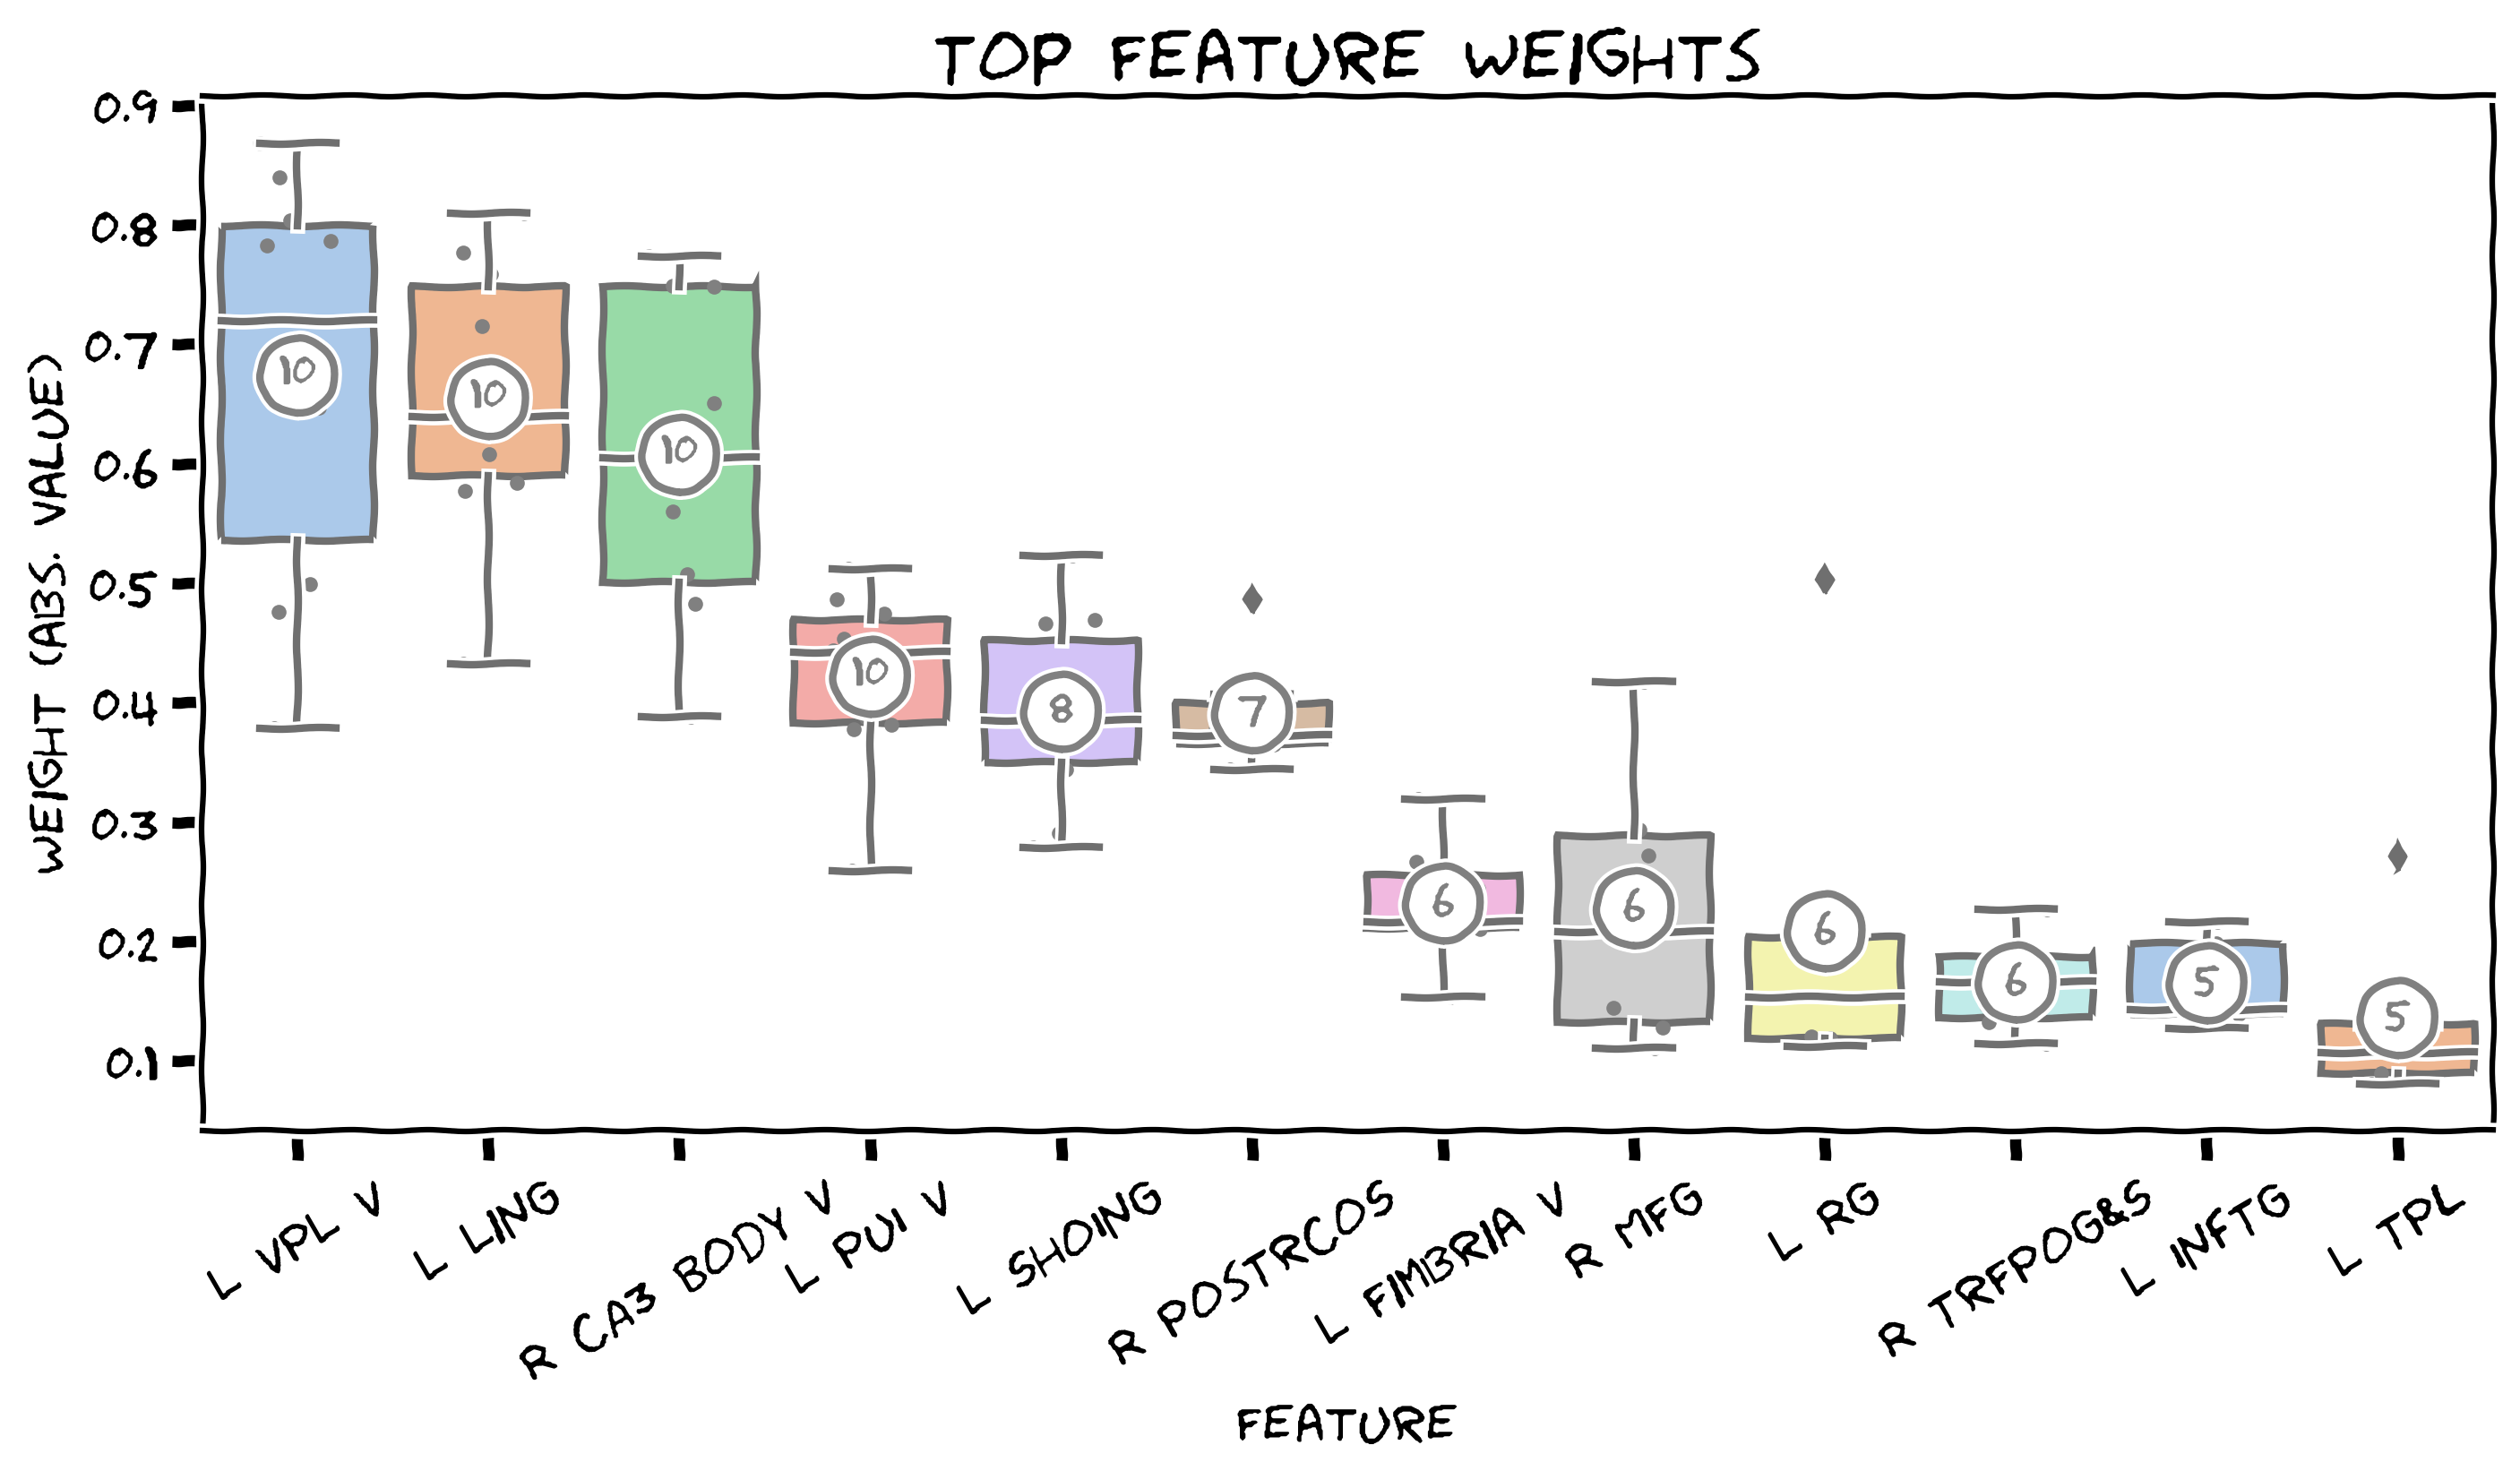 TOP FEATURE WEIGHTS
WEIGHT (ABS. VALUE)
0.9
0.8
0.7
0.6
0.5
0.4
0.3
0.2
0.1
10
10
10
10
8
7
6
6
6
6
5
5
L VPL V
L LING
R CA3 BODY V
L PUI V
L SHOING
R POSTRCOS
L FIMBRIA V
R MFG
L RG
R TRFPOG&S
L INFTG
L TPL
FEATURE